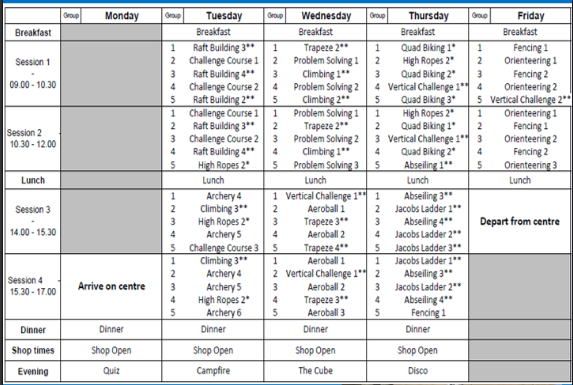 Group Monday Group Tuesday Group Wednesday Group Thursday Group Friday
Breakfast Breakfast Breakfast Breakfast Breakfast
Session 1
-
09.00 - 10.30
1 Raft Building 3** 1 Trapeze 2** 1 Quad Biking 1* 1 Fencing 1
2 Challenge Course 1 2 Problem Solving 1 2 High Ropes 2* 2 Orienteering 1
3 Raft Building 4** 3 Climbing 1** 3 Quad Biking 2* 3 Fencing 2
4 Challenge Course 2 4 Problem Solving 2 4 Vertical Challenge 1** 4 Orienteering 2
5 Raft Building 2** 5 Climbing 2** 5 Quad Biking 3* 5 Vertical Challenge 2**
Session 2 -
10.30 - 12.00
1 Challenge Course 1 1 Problem Solving 1 1 High Ropes 2* 1 Orienteering 1
2 Raft Building 3** 2 Trapeze 2** 2 Quad Biking 1* 2 Fencing 1
3 Challenge Course 2 3 Problem Solving 2 3 Vertical Challenge 1** 3 Orienteering 2
4 Raft Building 4** 4 Climbing 1** 4 Quad Biking 2* 4 Fencing 2
5 High Ropes 2* 5 Problem Solving 3 5 Abseiling 1** 5 Orienteering 3
Lunch Lunch Lunch Lunch Lunch
Session 3
-
14.00 - 15.30
1 Archery 4 1 Vertical Challenge 1** 1 Abseiling 3**
2 Climbing 3** 2 Aeroball 1 2 Jacobs Ladder 1**
3 High Ropes 2* 3 Trapeze 3** 3 Abseiling 4** Depart from centre
4 Archery 5 4 Aeroball 2 4 Jacobs Ladder 2**
5 Challenge Course 3 5 Trapeze 4** 5 Jacobs Ladder 3**
Session 4 -
15.30 - 17.00
Arrive on centre
1 Climbing 3** 1 Aeroball 1 1 Jacobs Ladder 1**
2 Archery 4 2 Vertical Challenge 1** 2 Abseiling 3**
3 Archery 5 3 Aeroball 2 3 Jacobs Ladder 2**
4 High Ropes 2* 4 Trapeze 3** 4 Abseiling 4**
5 Archery 6 5 Aeroball 3 5 Fencing 1
Dinner Dinner Dinner Dinner Dinner
Shop times Shop Open Shop Open Shop Open Shop Open
Evening Quiz Campfire The Cube Disco